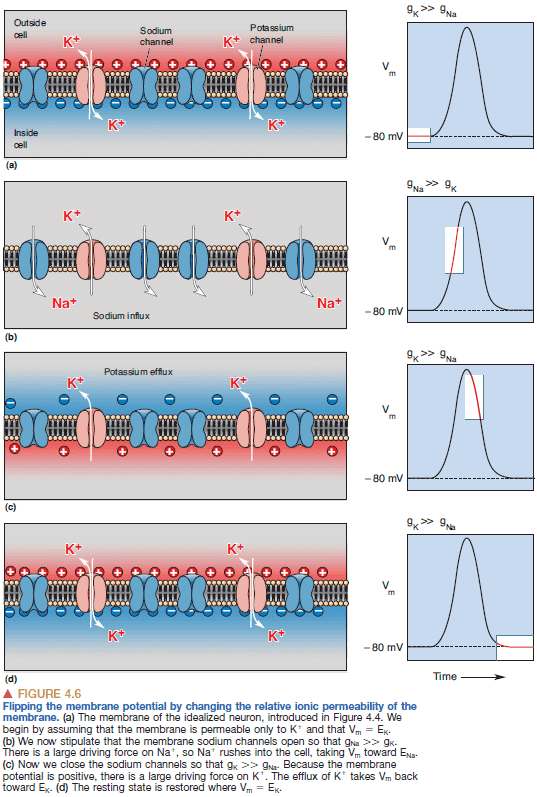 Outside
cell
Sodium
channel
Potassium
channel
K+
K+
K+
K+
Inside
cell
(a)
gK >> gNa
Vm
−80 mV
K+
K+
Na+
Na+
Sodium influx
(b)
gNa >> gK
Vm
−80 mV
Potassium efflux
K+
K+
(c)
gK >> gNa
Vm
−80 mV
K+
K+
K+
K+
(d)
gK >> gNa
Vm
−80 mV
Time
▲ FIGURE 4.6
Flipping the membrane potential by changing the relative ionic permeability of the
membrane. (a) The membrane of the idealized neuron, introduced in Figure 4.4. We
begin by assuming that the membrane is permeable only to K+ and that Vm = EK.
(b) We now stipulate that the membrane sodium channels open so that gNa >> gK.
There is a large driving force on Na+, so Na+ rushes into the cell, taking Vm toward ENa.
(c) Now we close the sodium channels so that gK >> gNa. Because the membrane
potential is positive, there is a large driving force on K+. The efflux of K+ takes Vm back
toward EK. (d) The resting state is restored where Vm = EK.